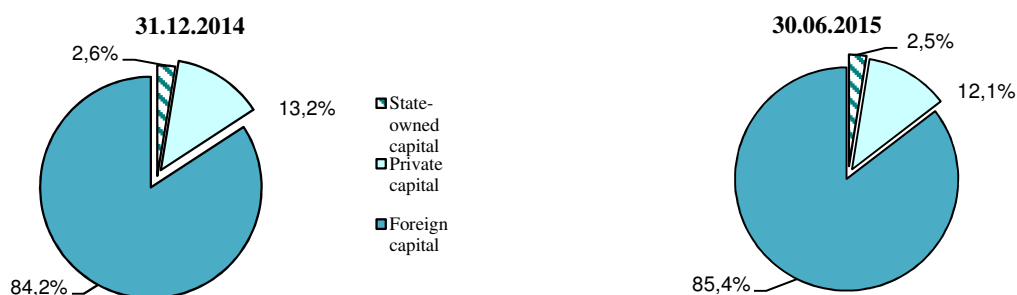 31.12.2014
2,6%
13,2%
84,2%
State-
owned
capital
Private
capital
Foreign
capital
30.06.2015
2,5%
12,1%
85,4%